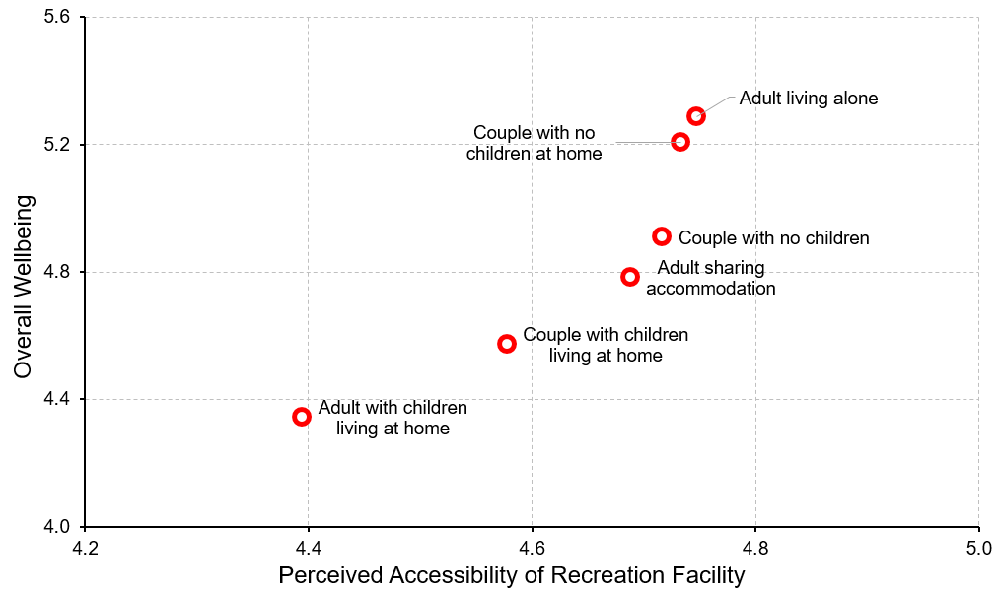 5.6
5.2
4.8
4.4
4.0
Overall Wellbeing
Adult living alone
Couple with no
children at home
Couple with no children
Adult sharing
accommodation
Couple with children
living at home
Adult with children
living at home
4.2
4.4
4.6
4.8
5.0
Perceived Accessibility of Recreation Facility